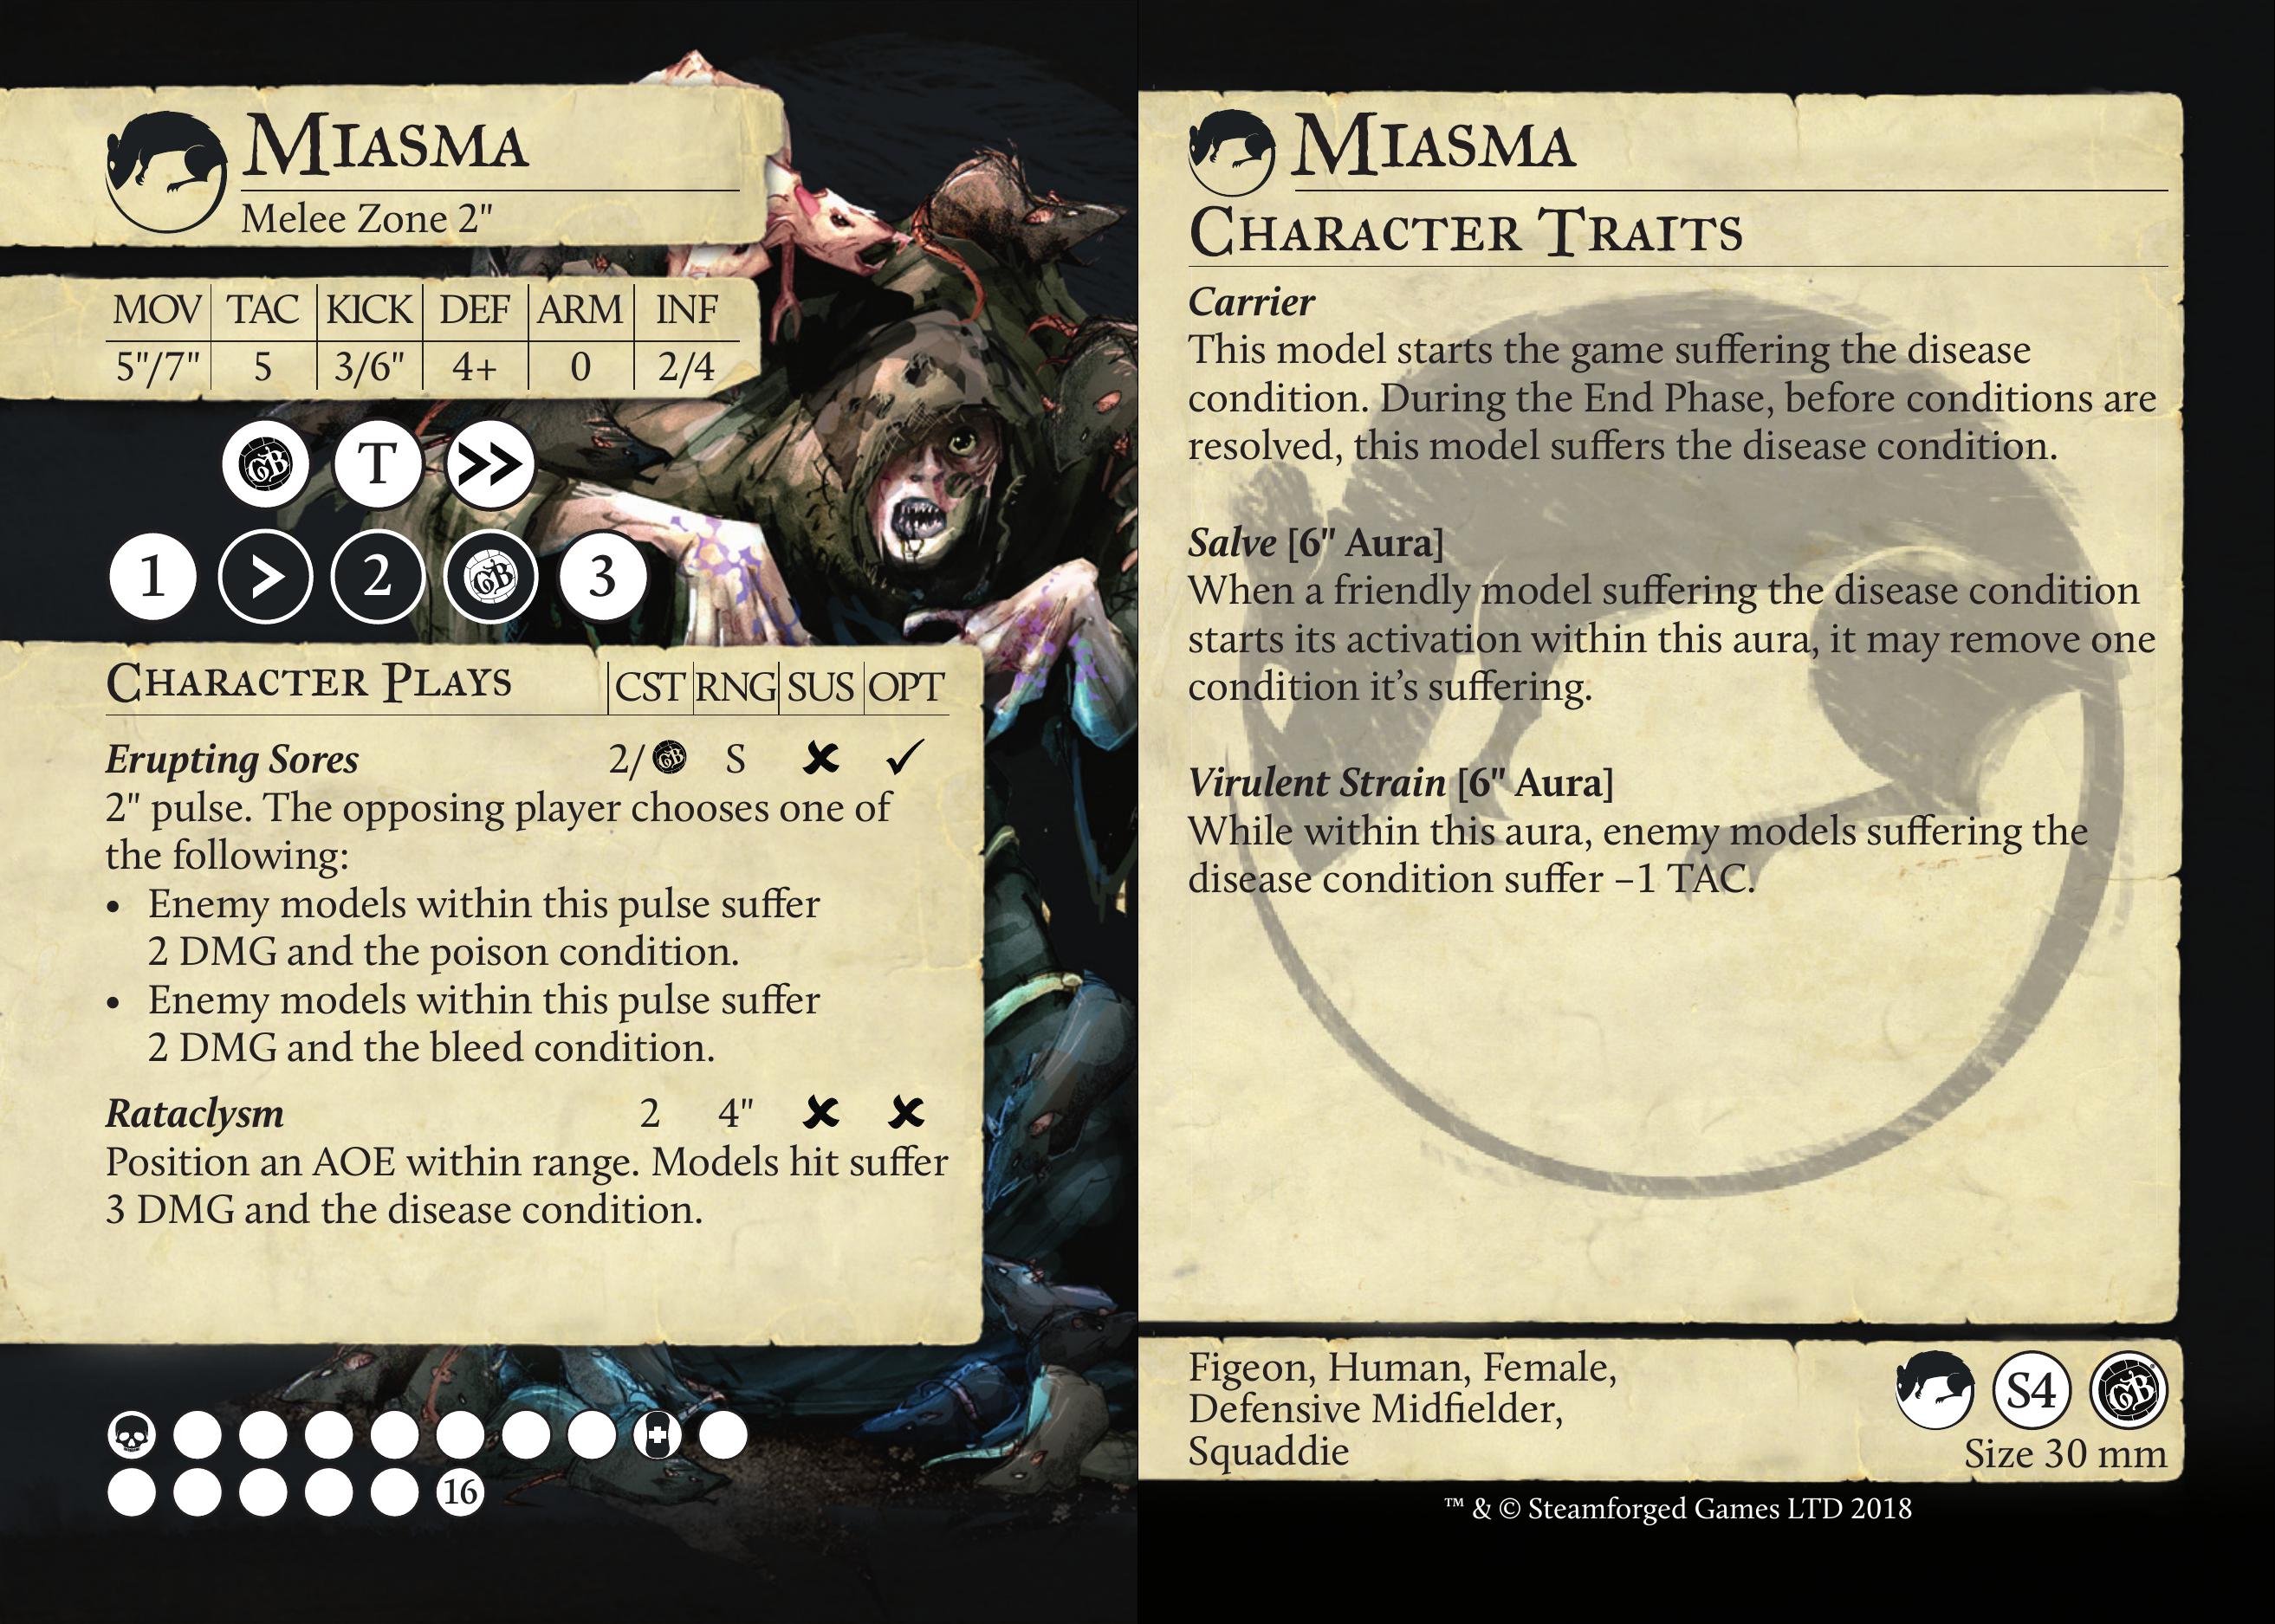 MIASMA
Melee Zone 2"
MOV TAC KICK DEF ARM INF
5"/7" 5 3/6" 4+ 0 2/4
GB T >>
1 > 2 GB 3
CHARACTER PLAYS CST RNG SUS OPT
Erupting Sores 2/GB S ✘ ✓
2" pulse. The opposing player chooses one of
the following:
• Enemy models within this pulse suffer
2 DMG and the poison condition.
• Enemy models within this pulse suffer
2 DMG and the bleed condition.
Rataclysm 2 4" ✘ ✘
Position an AOE within range. Models hit suffer
3 DMG and the disease condition.
16
MIASMA
CHARACTER TRAITS
Carrier
This model starts the game suffering the disease
condition. During the End Phase, before conditions are
resolved, this model suffers the disease condition.
Salve [6" Aura]
When a friendly model suffering the disease condition
starts its activation within this aura, it may remove one
condition it’s suffering.
Virulent Strain [6" Aura]
While within this aura, enemy models suffering the
disease condition suffer –1 TAC.
Figeon, Human, Female,
Defensive Midfielder,
Squaddie
S4 GB
Size 30 mm
™ & © Steamforged Games LTD 2018